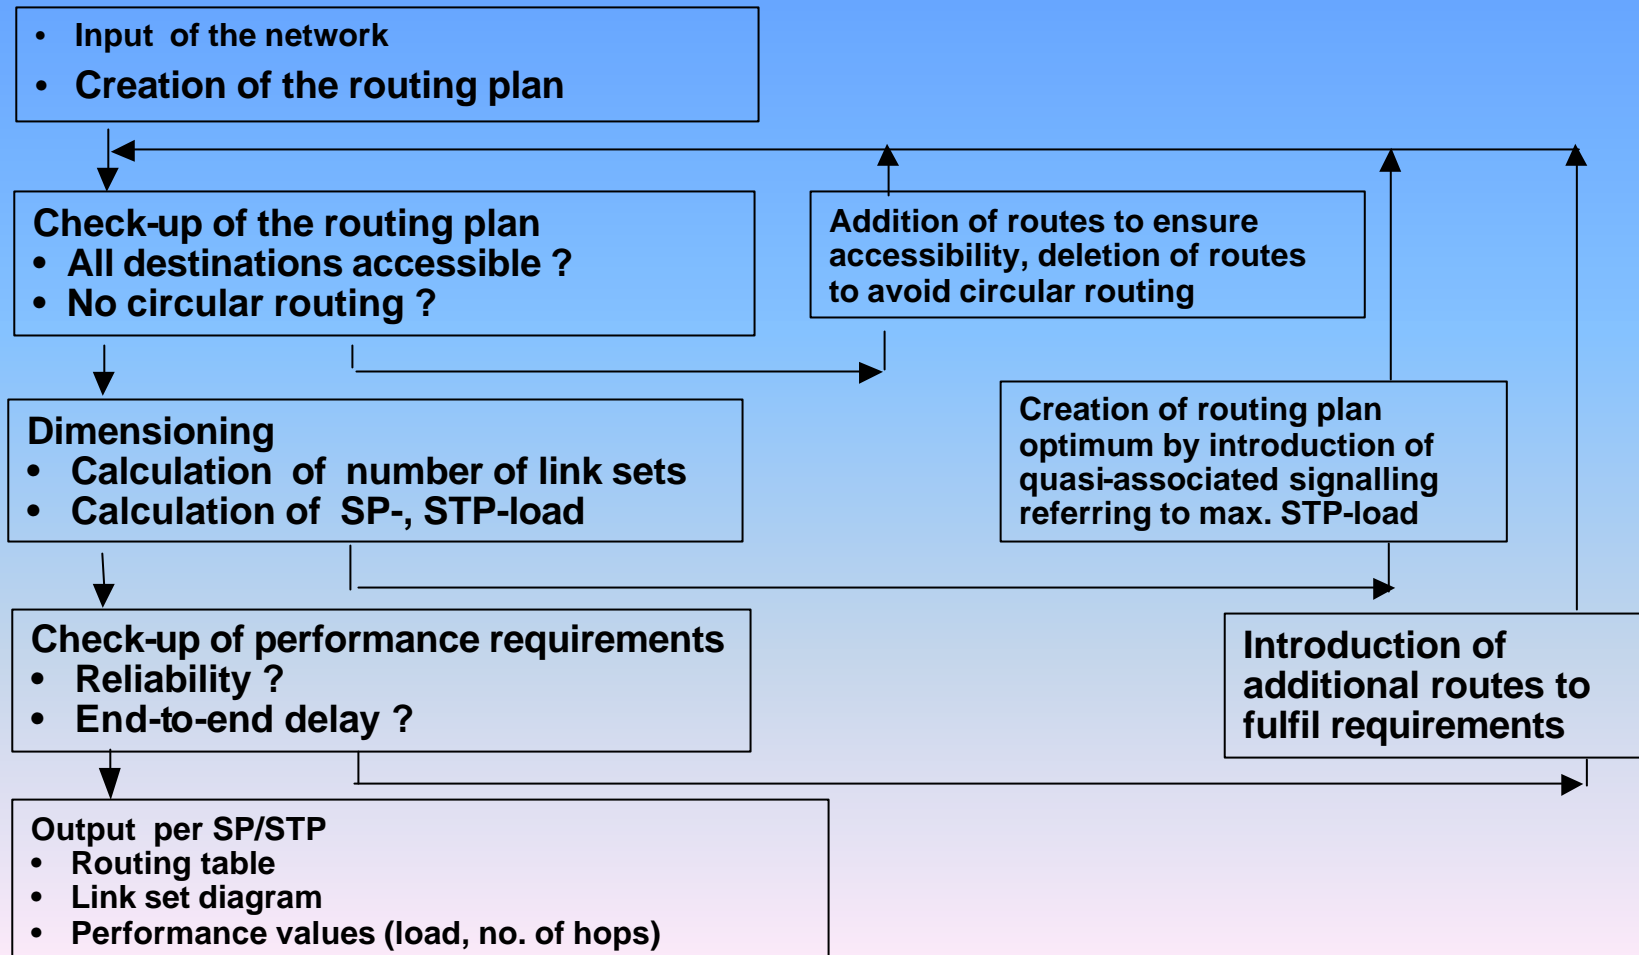 • Input of the network
• Creation of the routing plan
Check-up of the routing plan
• All destinations accessible ?
• No circular routing ?
Addition of routes to ensure
accessibility, deletion of routes
to avoid circular routing
Dimensioning
• Calculation of number of link sets
• Calculation of SP-, STP-load
Creation of routing plan
optimum by introduction of
quasi-associated signalling
referring to max. STP-load
Check-up of performance requirements
• Reliability ?
• End-to-end delay ?
Introduction of
additional routes to
fulfil requirements
Output per SP/STP
• Routing table
• Link set diagram
• Performance values (load, no. of hops)